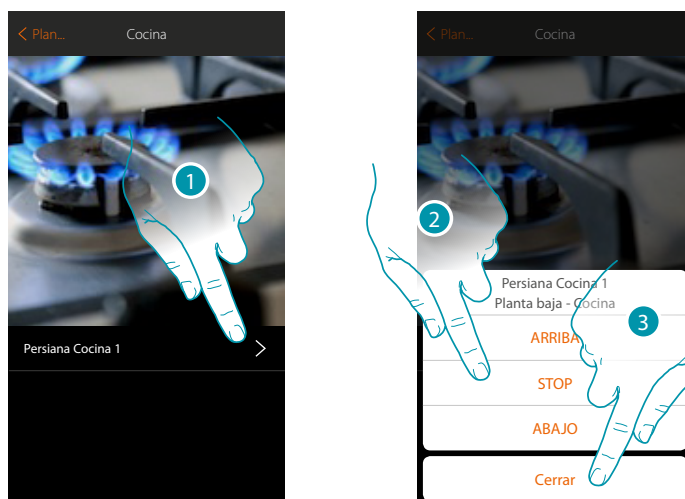 Plan... Cocina
1
Persiana Cocina 1
Plan... Cocina
2
Persiana Cocina 1
Planta baja - Cocina
3
ARRIBA
STOP
ABAJO
Cerrar